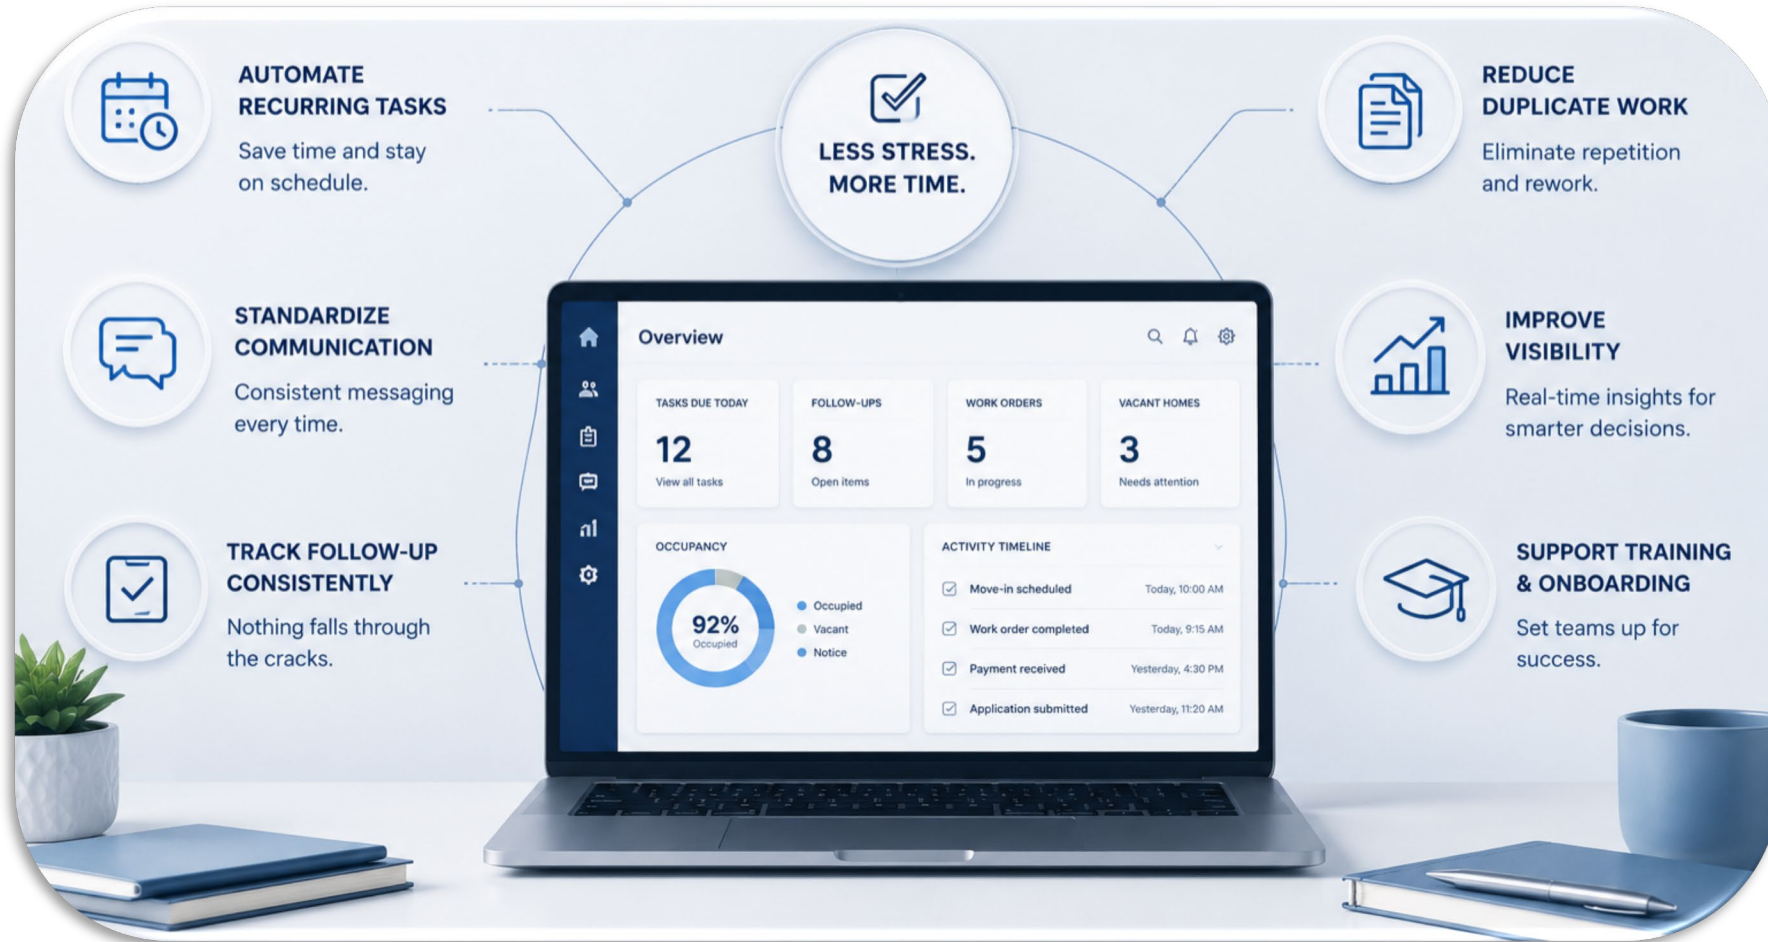 AUTOMATE
RECURRING TASKS
Save time and stay
on schedule.
STANDARDIZE
COMMUNICATION
Consistent messaging
every time.
TRACK FOLLOW-UP
CONSISTENTLY
Nothing falls through
the cracks.
LESS STRESS.
MORE TIME.
Overview
TASKS DUE TODAY
12
View all tasks
FOLLOW-UPS
8
Open items
WORK ORDERS
5
In progress
VACANT HOMES
3
Needs attention
OCCUPANCY
92%
Occupied
Occupied
Vacant
Notice
ACTIVITY TIMELINE
Move-in scheduled Today, 10:00 AM
Work order completed Today, 9:15 AM
Payment received Yesterday, 4:30 PM
Application submitted Yesterday, 11:20 AM
REDUCE
DUPLICATE WORK
Eliminate repetition
and rework.
IMPROVE
VISIBILITY
Real-time insights for
smarter decisions.
SUPPORT TRAINING
& ONBOARDING
Set teams up for
success.